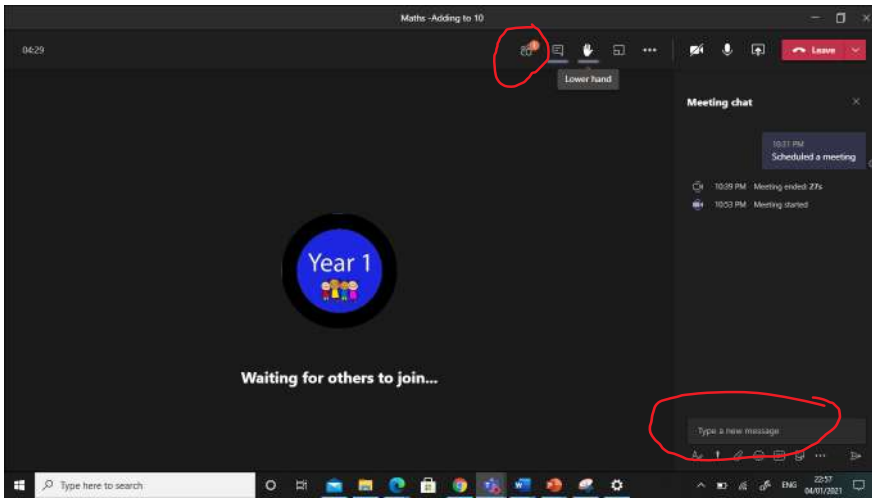 Maths -Adding to 10
04:29
1
Leave
Lower hand
Meeting chat
10:31 PM
Scheduled a meeting
10:39 PM Meeting ended: 27s
10:53 PM Meeting started
Year 1
Waiting for others to join...
Type a new message
Type here to search
ENG
22:57
04/01/2021